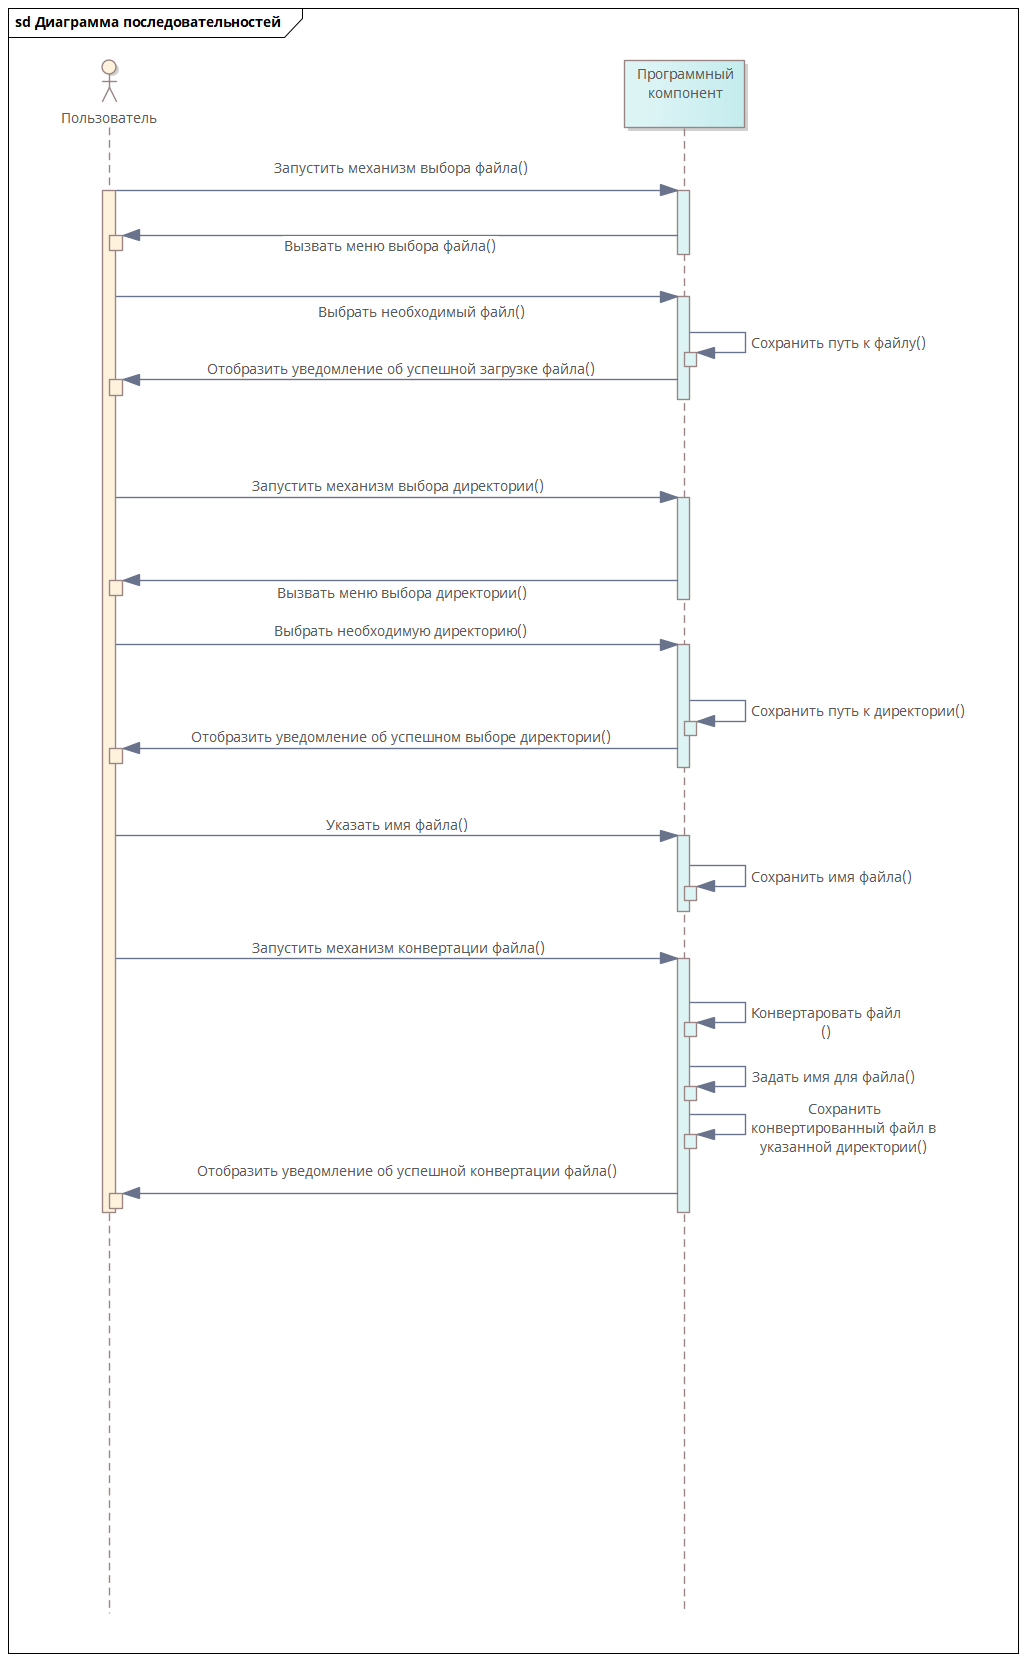 sd Диаграмма последовательностей
Пользователь
Программный
компонент
Запустить механизм выбора файла()
Вызвать меню выбора файла()
Выбрать необходимый файл()
Сохранить путь к файлу()
Отобразить уведомление об успешной загрузке файла()
Запустить механизм выбора директории()
Вызвать меню выбора директории()
Выбрать необходимую директорию()
Сохранить путь к директории()
Отобразить уведомление об успешном выборе директории()
Указать имя файла()
Сохранить имя файла()
Запустить механизм конвертации файла()
Конвертаровать файл
()
Задать имя для файла()
Сохранить
конвертированный файл в
указанной директории()
Отобразить уведомление об успешной конвертации файла()